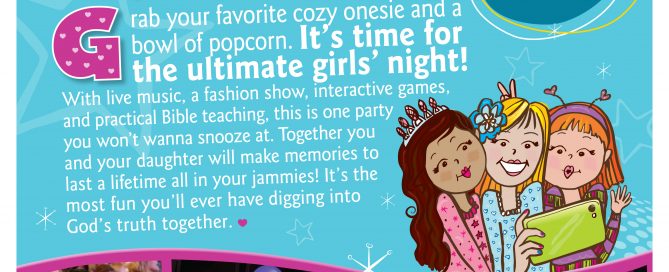 Grab your favorite cozy onesie and a
bowl of popcorn. It's time for
the ultimate girls' night!
With live music, a fashion show, interactive games,
and practical Bible teaching, this is one party
you won't wanna snooze at. Together you
and your daughter will make memories to
last a lifetime all in your jammies! It's the
most fun you'll ever have digging into
God's truth together.